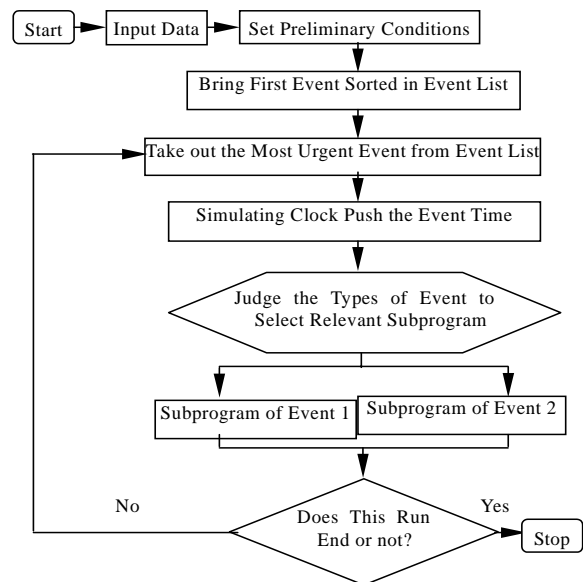 Start
Input Data
Set Preliminary Conditions
Bring First Event Sorted in Event List
Take out the Most Urgent Event from Event List
Simulating Clock Push the Event Time
Judge the Types of Event to
Select Relevant Subprogram
Subprogram of Event 1
Subprogram of Event 2
No
Yes
Does This Run
End or not?
Stop